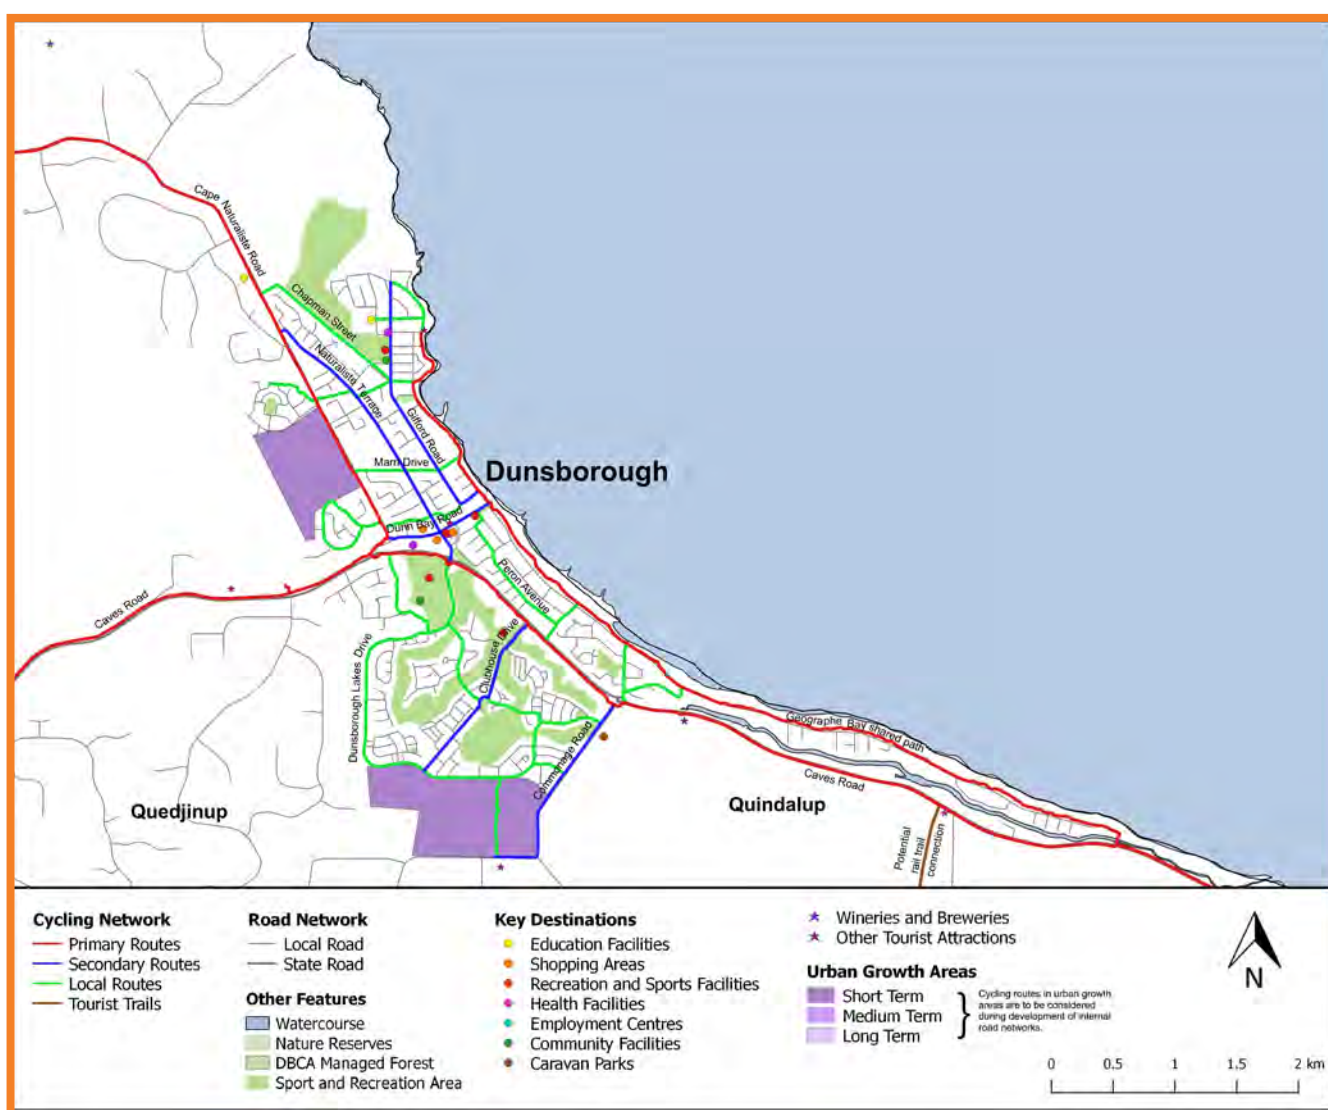 Cape Naturaliste Road
Chapman Street
Naturaliste Terrace
Gifford Road
Marri Drive
Dunsborough
Dunn Bay Road
Peron Avenue
Caves Road
Clubhouse Drive
Dunsborough Lakes Drive
Commonage Road
Geographe Bay shared path
Caves Road
Quedjinup
Quindalup
Potential
rail trail
connection
Cycling Network
Primary Routes
Secondary Routes
Local Routes
Tourist Trails
Road Network
Local Road
State Road
Other Features
Watercourse
Nature Reserves
DBCA Managed Forest
Sport and Recreation Area
Key Destinations
Education Facilities
Shopping Areas
Recreation and Sports Facilities
Health Facilities
Employment Centres
Community Facilities
Caravan Parks
Wineries and Breweries
Other Tourist Attractions
Urban Growth Areas
Short Term
Medium Term
Long Term
Cycling routes in urban growth
areas are to be considered
during development of internal
road networks.
N
0 0.5 1 1.5 2 km